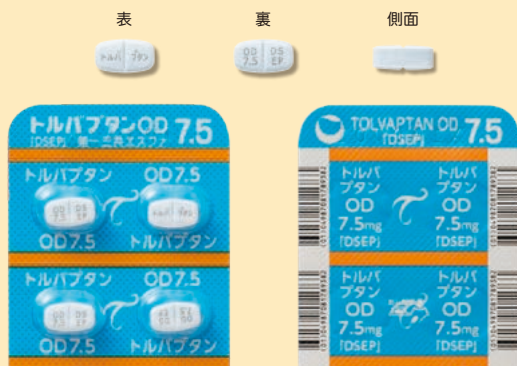 表 裏 側面
トルバ プタン
OD DS
7.5 EP
トルバプタンOD 7.5
「DSEP」 第一三共エスファ
トルバプタン OD7.5
OD7.5 トルバプタン
トルバプタン OD7.5
OD7.5 トルバプタン
TOLVAPTAN OD 7.5
「DSEP」
トルバ
プタン
OD
7.5mg
「DSEP」
トルバ
プタン
OD
7.5mg
「DSEP」
トルバ
プタン
OD
7.5mg
「DSEP」
トルバ
プタン
OD
7.5mg
「DSEP」